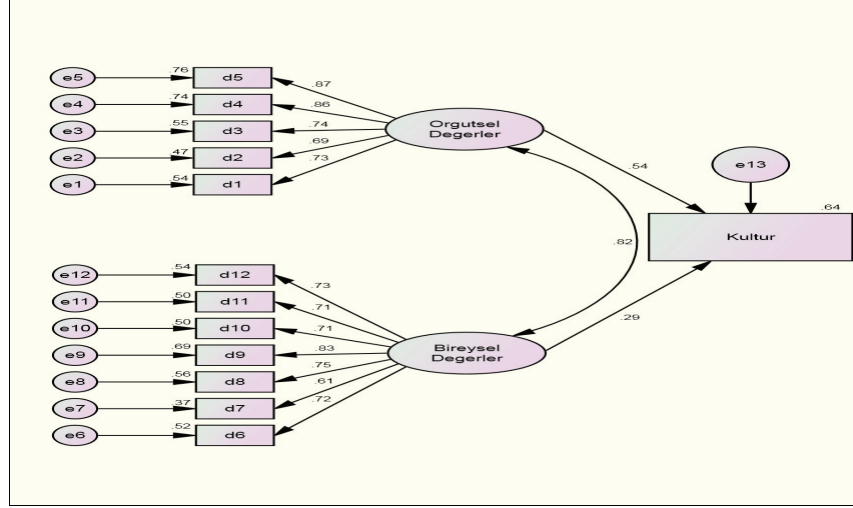 e5 .76 d5 .87
e4 .74 d4 .86
e3 .55 d3 .74
e2 .47 d2 .69
e1 .54 d1 .73
Orgutsel
Degerler
.54
e13
.64
Kultur
.82
.29
e12 .54 d12 .73
e11 .50 d11 .71
e10 .50 d10 .71
e9 .69 d9 .83
e8 .56 d8 .75
e7 .37 d7 .61
e6 .52 d6 .72
Bireysel
Degerler